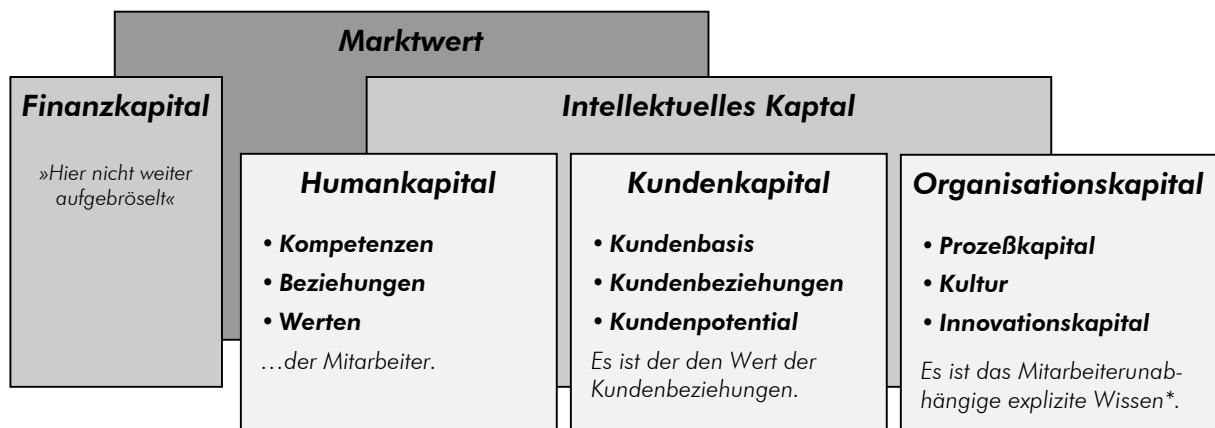 Marktwert
Finanzkapital
»Hier nicht weiter
aufgebröselt«
Intellektuelles Kaptal
Humankapital
• Kompetenzen
• Beziehungen
• Werten
…der Mitarbeiter.
Kundenkapital
• Kundenbasis
• Kundenbeziehungen
• Kundenpotential
Es ist der den Wert der
Kundenbeziehungen.
Organisationskapital
• Prozeßkapital
• Kultur
• Innovationskapital
Es ist das Mitarbeiterunab-
hängige explizite Wissen*.